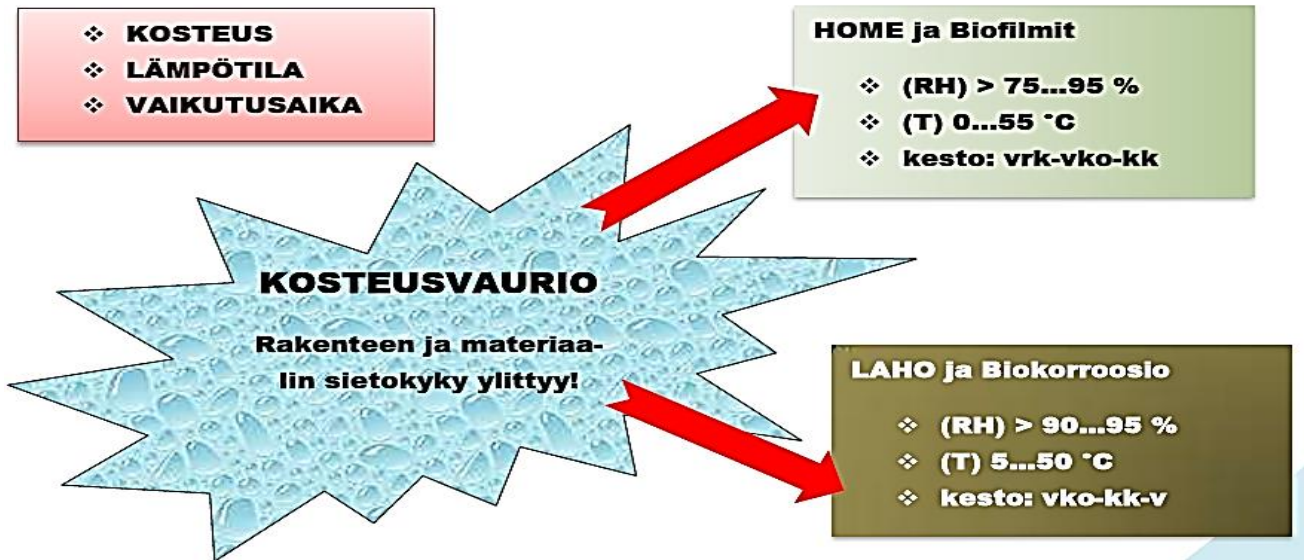 ❖ KOSTEUS
❖ LÄMPÖTILA
❖ VAIKUTUSAIKA
HOME ja Biofilmit
❖ (RH) > 75...95 %
❖ (T) 0...55 °C
❖ kesto: vrk-vko-kk
KOSTEUSVAURIO
Rakenteen ja materiaa-
lin sietokyky ylittyy!
LAHO ja Biokorroosio
❖ (RH) > 90...95 %
❖ (T) 5...50 °C
❖ kesto: vko-kk-v